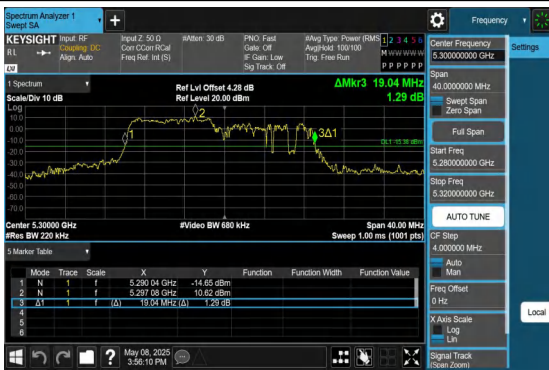 Spectrum Analyzer 1
Swept SA
Frequency
KEYSIGHT
RL
LXI
Input: RF
Coupling: DC
Align: Auto
Input Z: 50 Ω
Corr CCorr RCal
Freq Ref: Int (S)
#Atten: 30 dB
PNO: Fast
Gate: Off
IF Gain: Low
Sig Track: Off
#Avg Type: Power (RMS
Avg|Hold: 100/100
Trig: Free Run
1 2 3 4 5 6
M W W W W W
P P P P P P
Center Frequency
5.300000000 GHz
Settings
Span
40.0000000 MHz
Swept Span
Zero Span
Full Span
Start Freq
5.280000000 GHz
Stop Freq
5.320000000 GHz
AUTO TUNE
CF Step
4.000000 MHz
Auto
Man
Freq Offset
0 Hz
X Axis Scale
Log
Lin
Signal Track
(Span Zoom)
Local
1 Spectrum
Scale/Div 10 dB
Log
Ref Lvl Offset 4.28 dB
Ref Level 20.00 dBm
ΔMkr3 19.04 MHz
1.29 dB
10.0
0.00
-10.0
-20.0
-30.0
-40.0
-50.0
-60.0
-70.0
1
2
3Δ1
DL1 -15.38 dBm
Center 5.30000 GHz
#Res BW 220 kHz
#Video BW 680 kHz
Span 40.00 MHz
Sweep 1.00 ms (1001 pts)
5 Marker Table
Mode Trace Scale X Y Function Function Width Function Value
1 N 1 f 5.290 04 GHz -14.65 dBm
2 N 1 f 5.297 08 GHz 10.62 dBm
3 Δ1 1 f (Δ) 19.04 MHz (Δ) 1.29 dB
4
5
6
May 08, 2025
3:56:10 PM